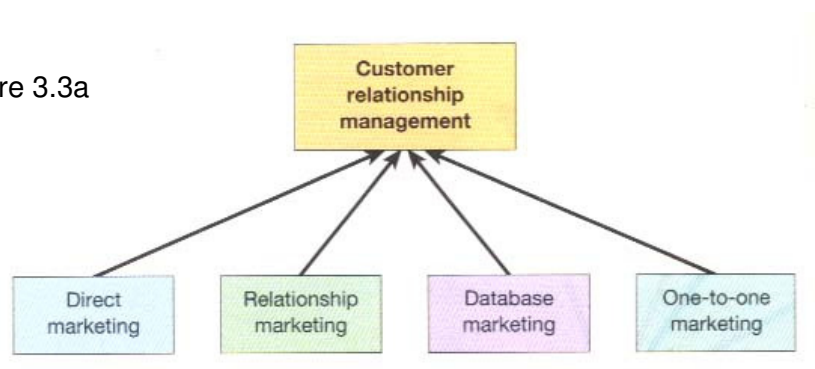 re 3.3a
Customer
relationship
management
Direct
marketing
Relationship
marketing
Database
marketing
One-to-one
marketing